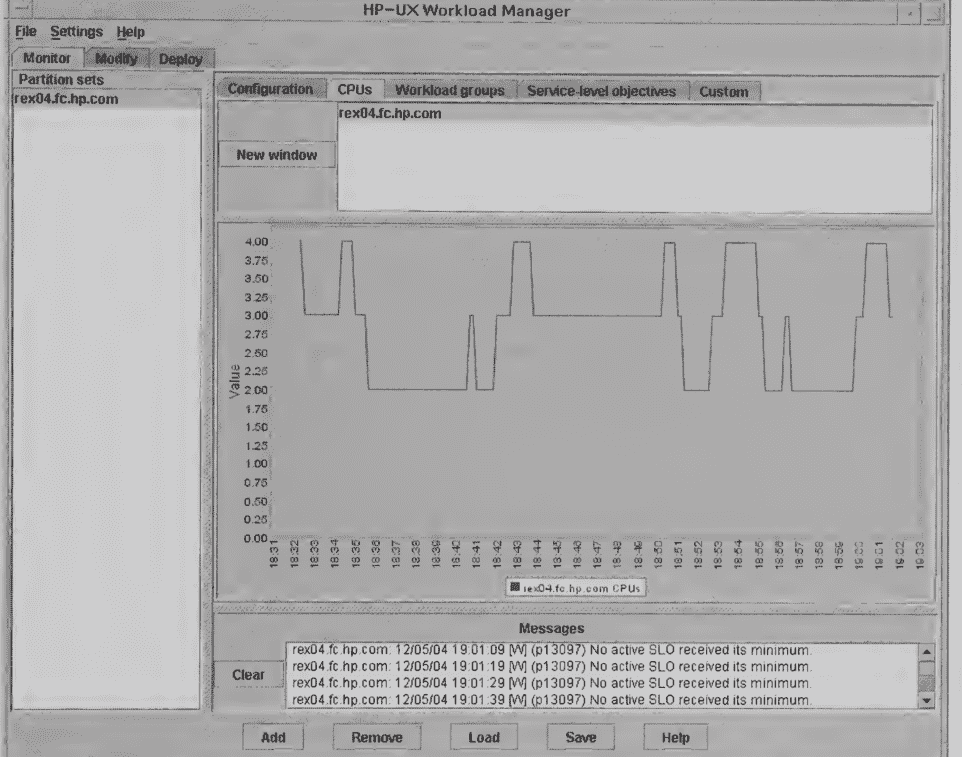 HP-UX Workload Manager
File Settings Help
Monitor Modify Deploy
Partition sets
rex04.fc.hp.com
Configuration CPUs Workload groups Service-level objectives Custom
rex04.fc.hp.com
New window
4.00
3.75
3.50
3.25
3.00
2.75
2.50
2.25
2.00
1.75
1.50
1.25
1.00
0.75
0.50
0.25
0.00
Value
18:31 18:32 18:33 18:34 18:35 18:36 18:37 18:38 18:39 18:40 18:41 18:42 18:43 18:44 18:45 18:46 18:47 18:48 18:49 18:50 18:51 18:52 18:53 18:54 18:55 18:56 18:57 18:58 18:59 19:00 19:01 19:02 19:03
rex04.fc.hp.com CPUs
Messages
rex04.fc.hp.com: 12/05/04 19:01:09 [W] (p13097) No active SLO received its minimum.
rex04.fc.hp.com: 12/05/04 19:01:19 [W] (p13097) No active SLO received its minimum.
rex04.fc.hp.com: 12/05/04 19:01:29 [W] (p13097) No active SLO received its minimum.
rex04.fc.hp.com: 12/05/04 19:01:39 [W] (p13097) No active SLO received its minimum.
Clear
Add Remove Load Save Help